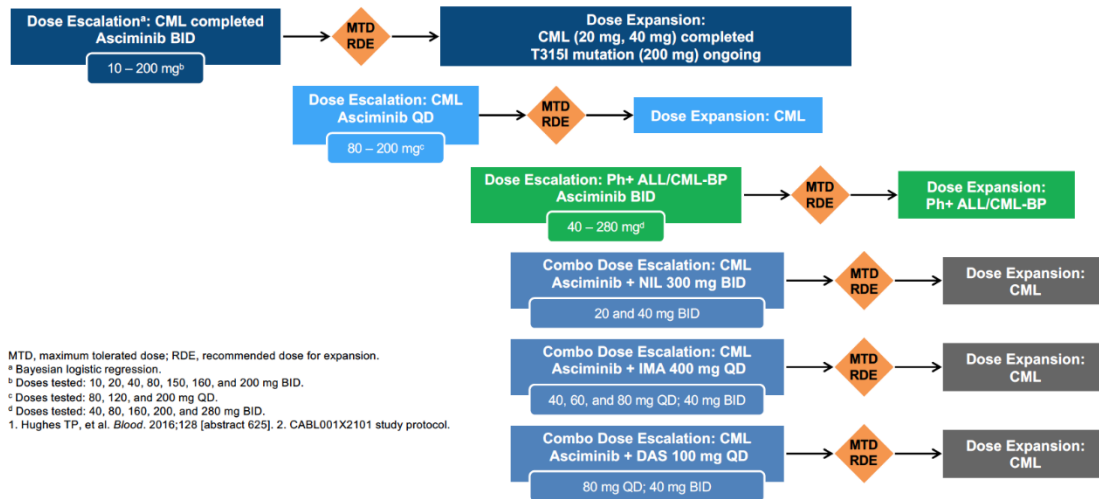 Dose Escalationᵃ: CML completed
Asciminib BID
10 – 200 mgᵇ
MTD
RDE
Dose Expansion:
CML (20 mg, 40 mg) completed
T315I mutation (200 mg) ongoing
Dose Escalation: CML
Asciminib QD
80 – 200 mgᶜ
MTD
RDE
Dose Expansion: CML
Dose Escalation: Ph+ ALL/CML-BP
Asciminib BID
40 – 280 mgᵈ
MTD
RDE
Dose Expansion:
Ph+ ALL/CML-BP
Combo Dose Escalation: CML
Asciminib + NIL 300 mg BID
20 and 40 mg BID
MTD
RDE
Dose Expansion:
CML
Combo Dose Escalation: CML
Asciminib + IMA 400 mg QD
40, 60, and 80 mg QD; 40 mg BID
MTD
RDE
Dose Expansion:
CML
Combo Dose Escalation: CML
Asciminib + DAS 100 mg QD
80 mg QD; 40 mg BID
MTD
RDE
Dose Expansion:
CML
MTD, maximum tolerated dose; RDE, recommended dose for expansion.
ᵃ Bayesian logistic regression.
ᵇ Doses tested: 10, 20, 40, 80, 150, 160, and 200 mg BID.
ᶜ Doses tested: 80, 120, and 200 mg QD.
ᵈ Doses tested: 40, 80, 160, 200, and 280 mg BID.
1. Hughes TP, et al. Blood. 2016;128 [abstract 625]. 2. CABL001X2101 study protocol.